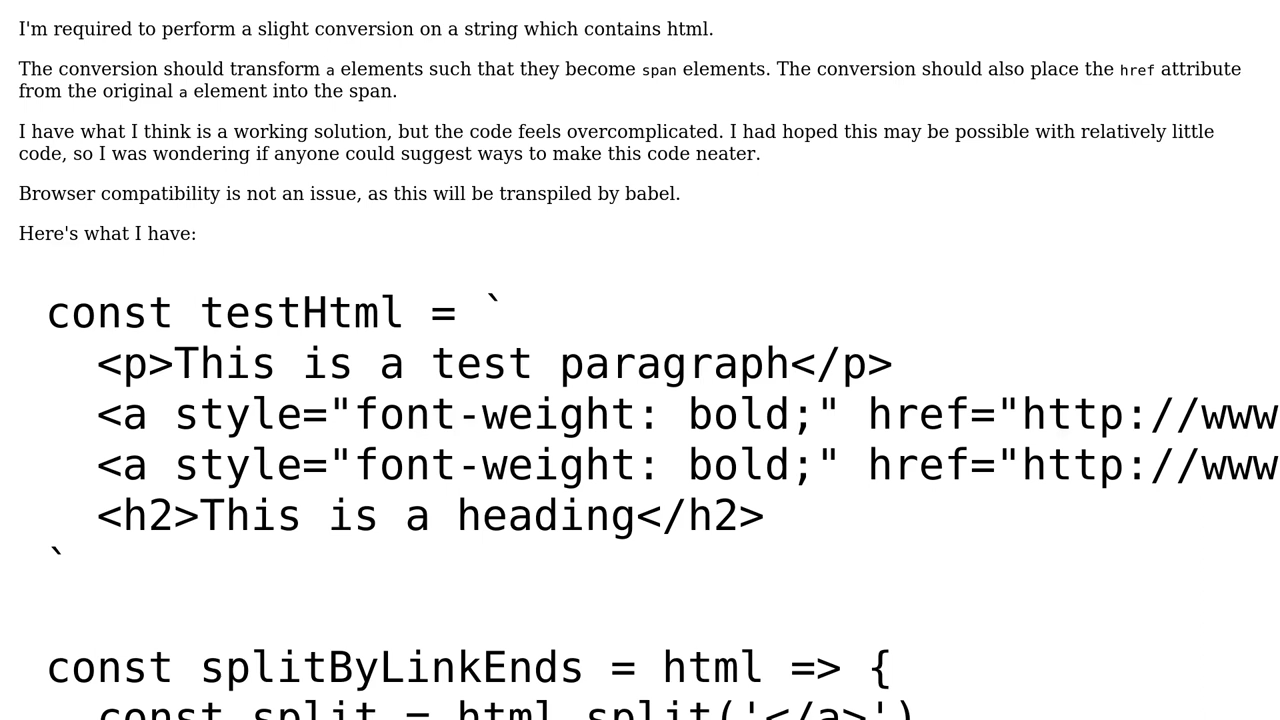 I'm required to perform a slight conversion on a string which contains html.
The conversion should transform a elements such that they become span elements. The conversion should also place the href attribute
from the original a element into the span.
I have what I think is a working solution, but the code feels overcomplicated. I had hoped this may be possible with relatively little
code, so I was wondering if anyone could suggest ways to make this code neater.
Browser compatibility is not an issue, as this will be transpiled by babel.
Here's what I have:
const testHtml = `
<p>This is a test paragraph</p>
<a style="font-weight: bold;" href="http://www
<a style="font-weight: bold;" href="http://www
<h2>This is a heading</h2>
`
const splitByLinkEnds = html => {
const split = html.split('</a>')